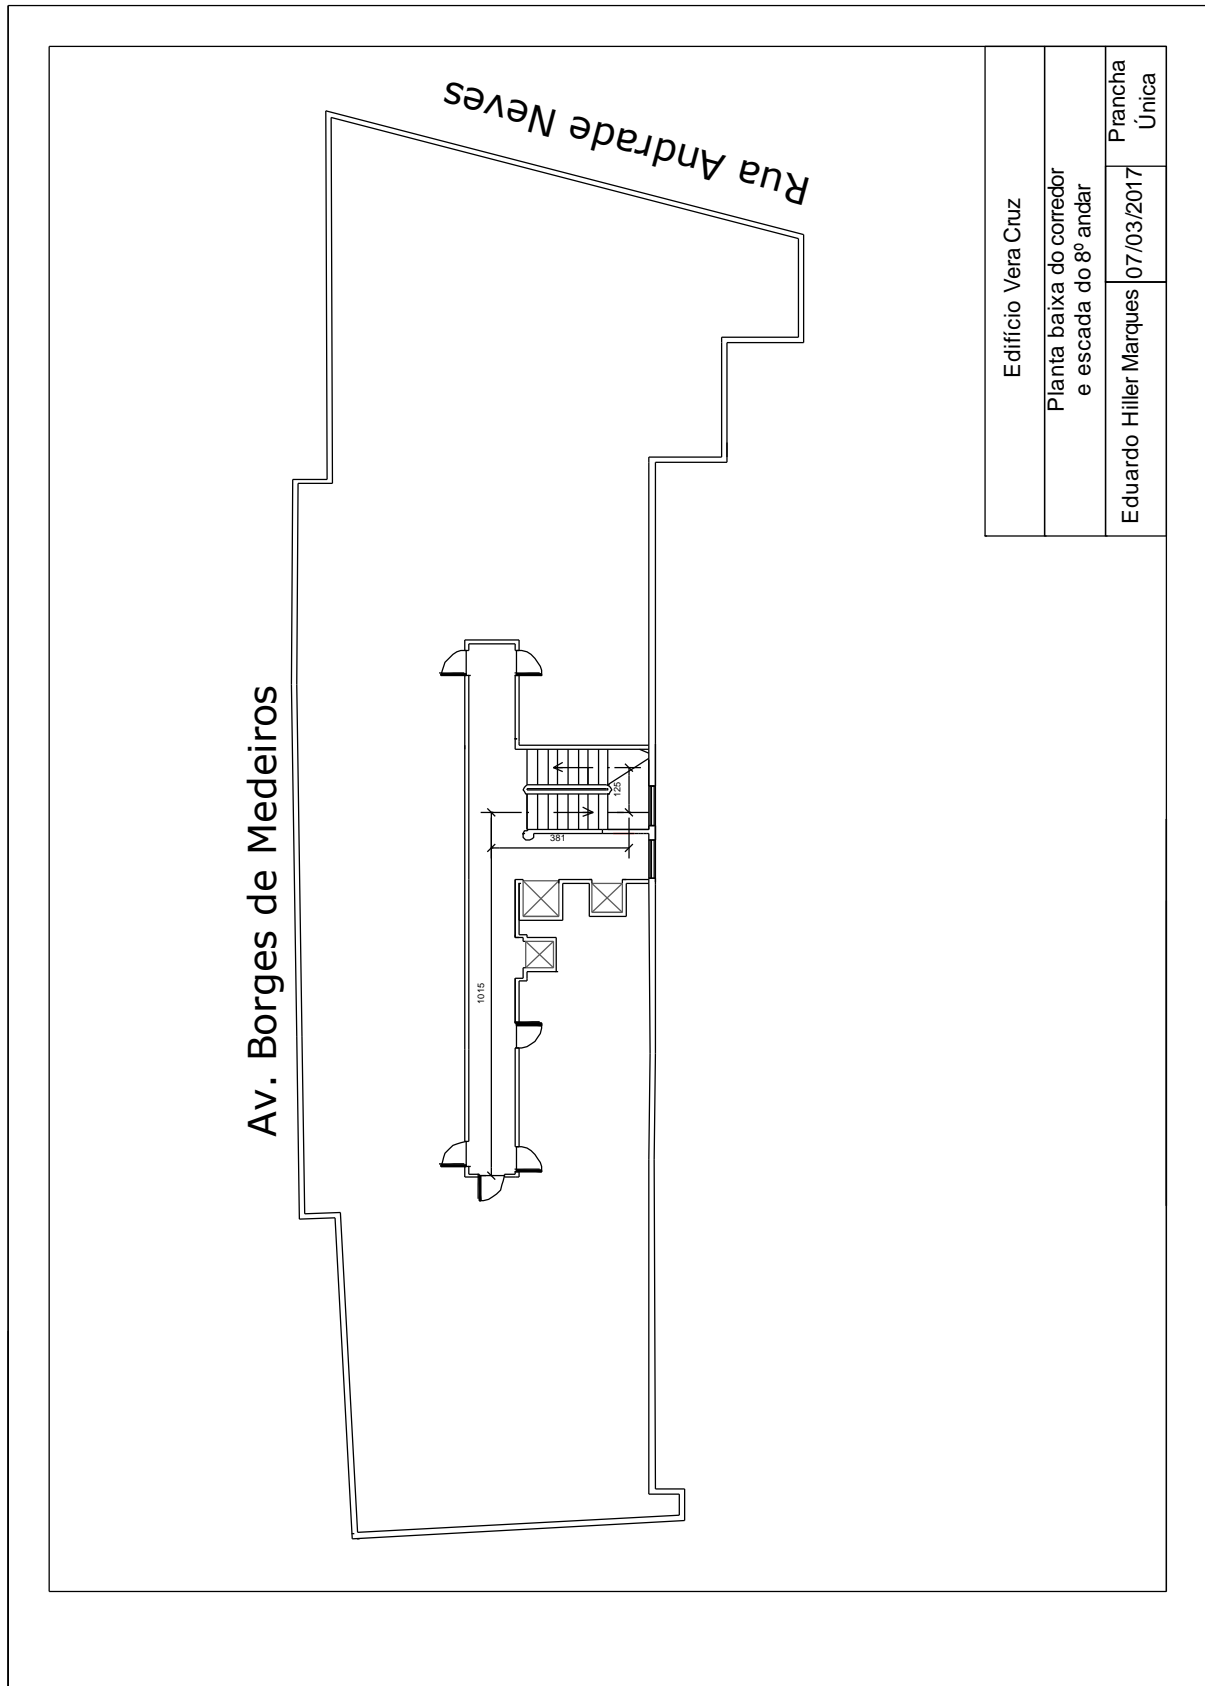 Rua Andrade Neves
Av. Borges de Medeiros
125
381
1015
Edifício Vera Cruz
Planta baixa do corredor
e escada do 8º andar
Eduardo Hiller Marques
07/03/2017
Prancha
Única